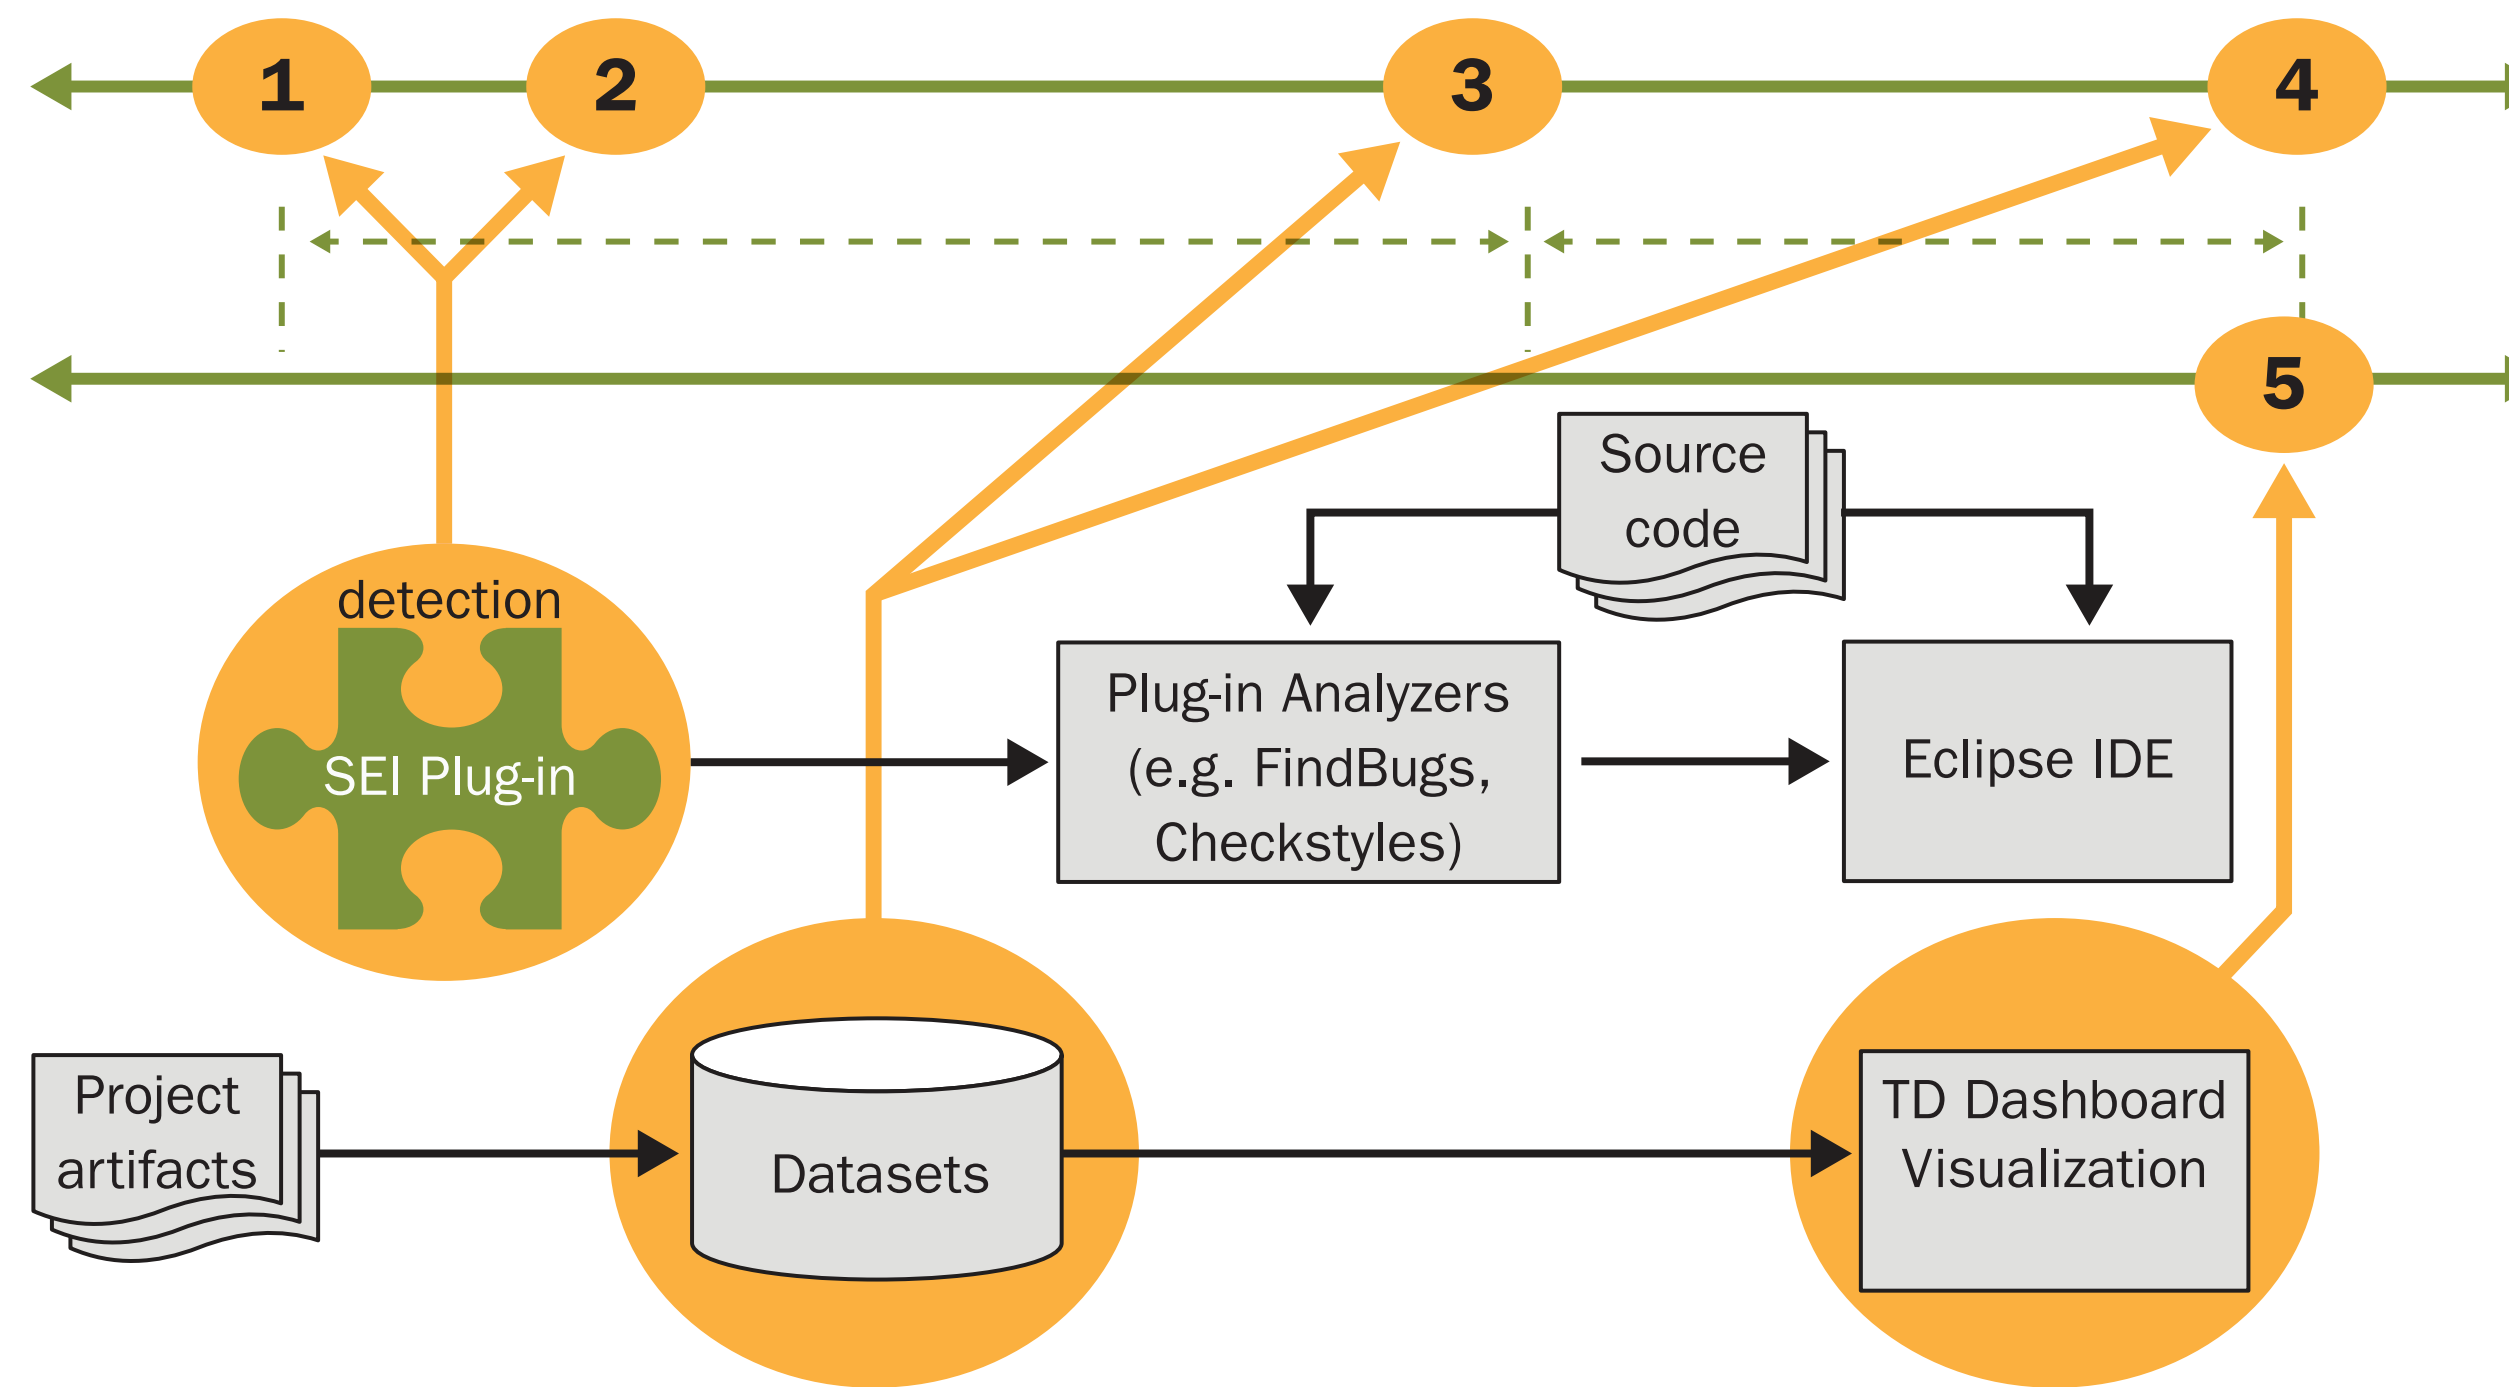 1
2
3
4
5
Source
code
detection
SEI Plug-in
Plug-in Analyzers
(e.g. FindBugs,
Checkstyles)
Eclipse IDE
Project
artifacts
Datasets
TD Dashboard
Visualization